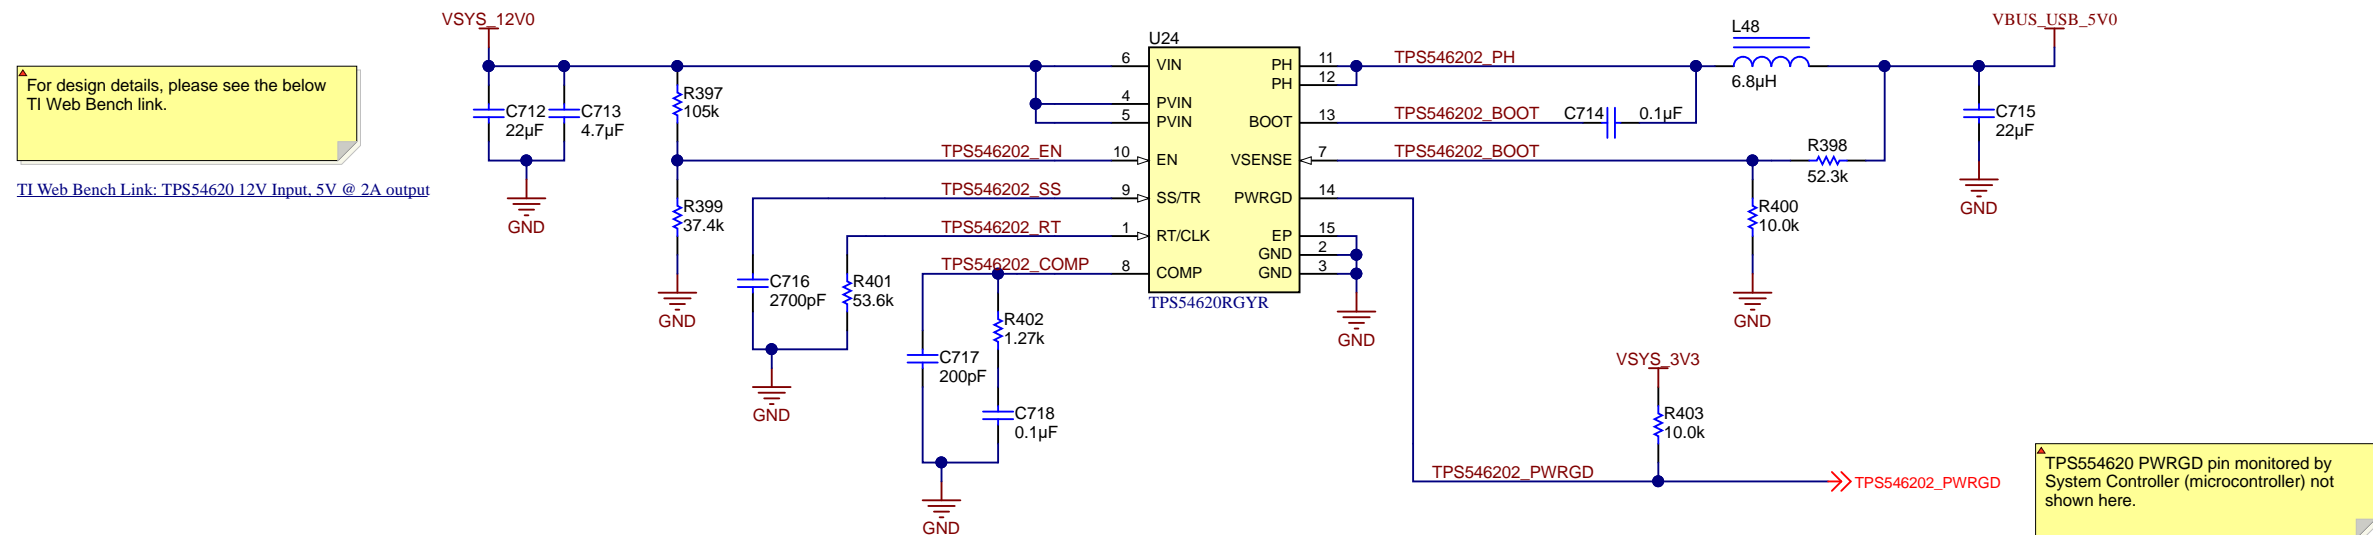 For design details, please see the below
TI Web Bench link.
TI Web Bench Link: TPS54620 12V Input, 5V @ 2A output
VSYS_12V0
C712
22µF
C713
4.7µF
GND
R397
105k
R399
37.4k
GND
TPS546202_EN
TPS546202_SS
TPS546202_RT
TPS546202_COMP
C716
2700pF
R401
53.6k
GND
C717
200pF
R402
1.27k
C718
0.1µF
GND
U24
6 VIN PH 11
PH 12
4 PVIN
5 PVIN BOOT 13
10 EN VSENSE 7
9 SS/TR PWRGD 14
1 RT/CLK EP 15
GND 2
8 COMP GND 3
TPS54620RGYR
GND
TPS546202_PH
TPS546202_BOOT
C714
0.1µF
TPS546202_BOOT
L48
6.8µH
VBUS_USB_5V0
C715
22µF
GND
R398
52.3k
R400
10.0k
GND
VSYS_3V3
R403
10.0k
TPS546202_PWRGD
TPS546202_PWRGD
TPS554620 PWRGD pin monitored by
System Controller (microcontroller) not
shown here.